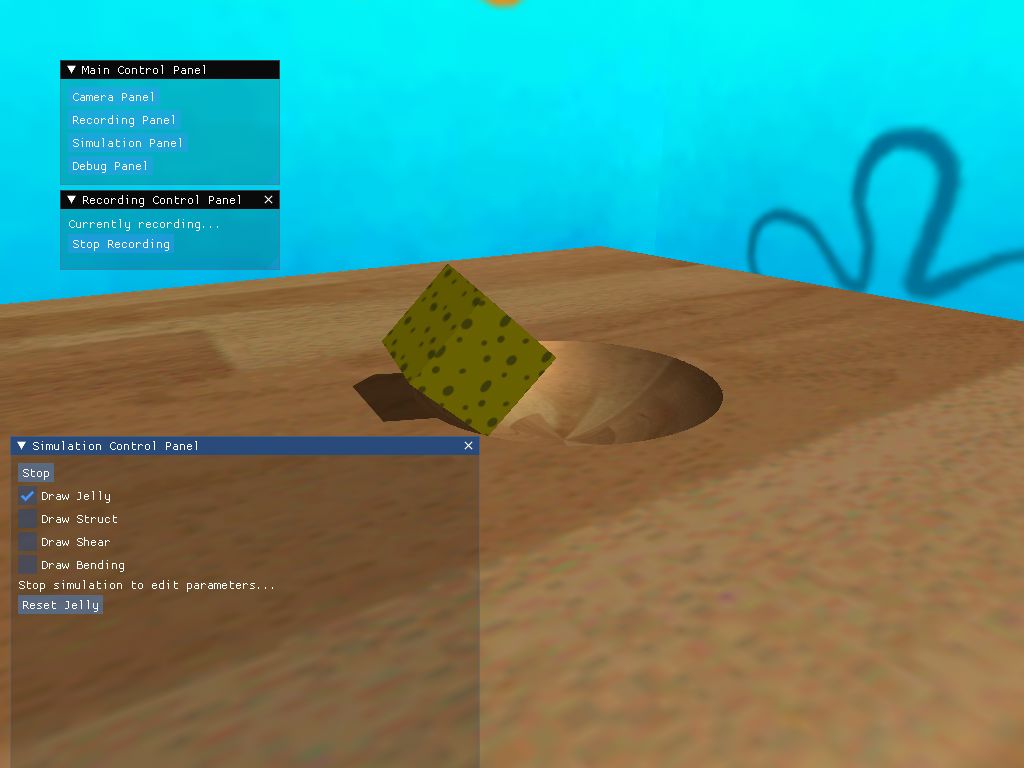 Main Control Panel
Camera Panel
Recording Panel
Simulation Panel
Debug Panel
Recording Control Panel
Currently recording...
Stop Recording
Simulation Control Panel
Stop
Draw Jelly
Draw Struct
Draw Shear
Draw Bending
Stop simulation to edit parameters...
Reset Jelly